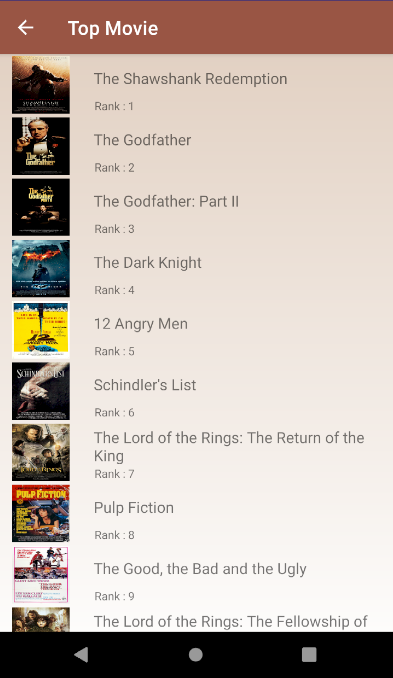 Top Movie
The Shawshank Redemption
Rank : 1
The Godfather
Rank : 2
The Godfather: Part II
Rank : 3
The Dark Knight
Rank : 4
12 Angry Men
Rank : 5
Schindler's List
Rank : 6
The Lord of the Rings: The Return of the
King
Rank : 7
PULP FICTION
Pulp Fiction
Rank : 8
The Good, the Bad and the Ugly
Rank : 9
The Lord of the Rings: The Fellowship of